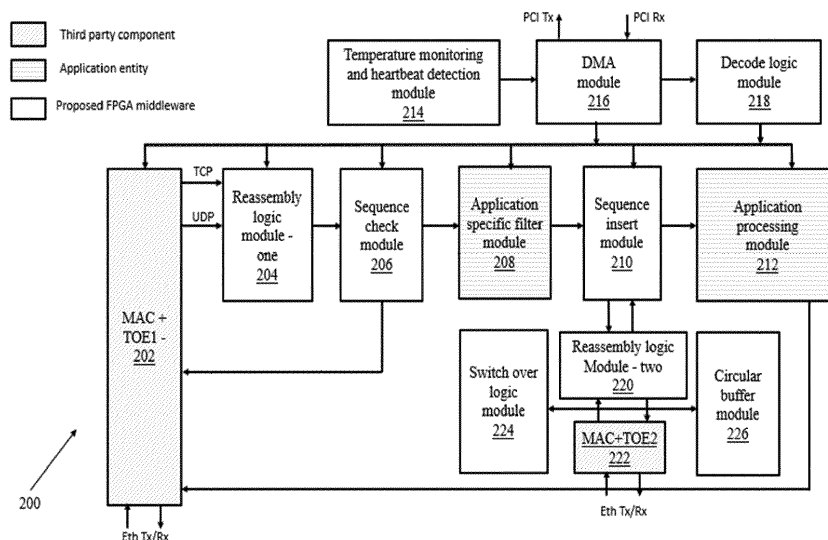 Third party component
Application entity
Proposed FPGA middleware
PCI Tx
PCI Rx
Temperature monitoring
and heartbeat detection
module
214
DMA
module
216
Decode logic
module
218
MAC +
TOE1 -
202
TCP
UDP
Reassembly
logic
module -
one
204
Sequence
check
module
206
Application
specific filter
module
208
Sequence
insert
module
210
Application
processing
module
212
Switch over
logic
module
224
Reassembly logic
Module - two
220
Circular
buffer
module
226
MAC+TOE2
222
Eth Tx/Rx
200
Eth Tx/Rx